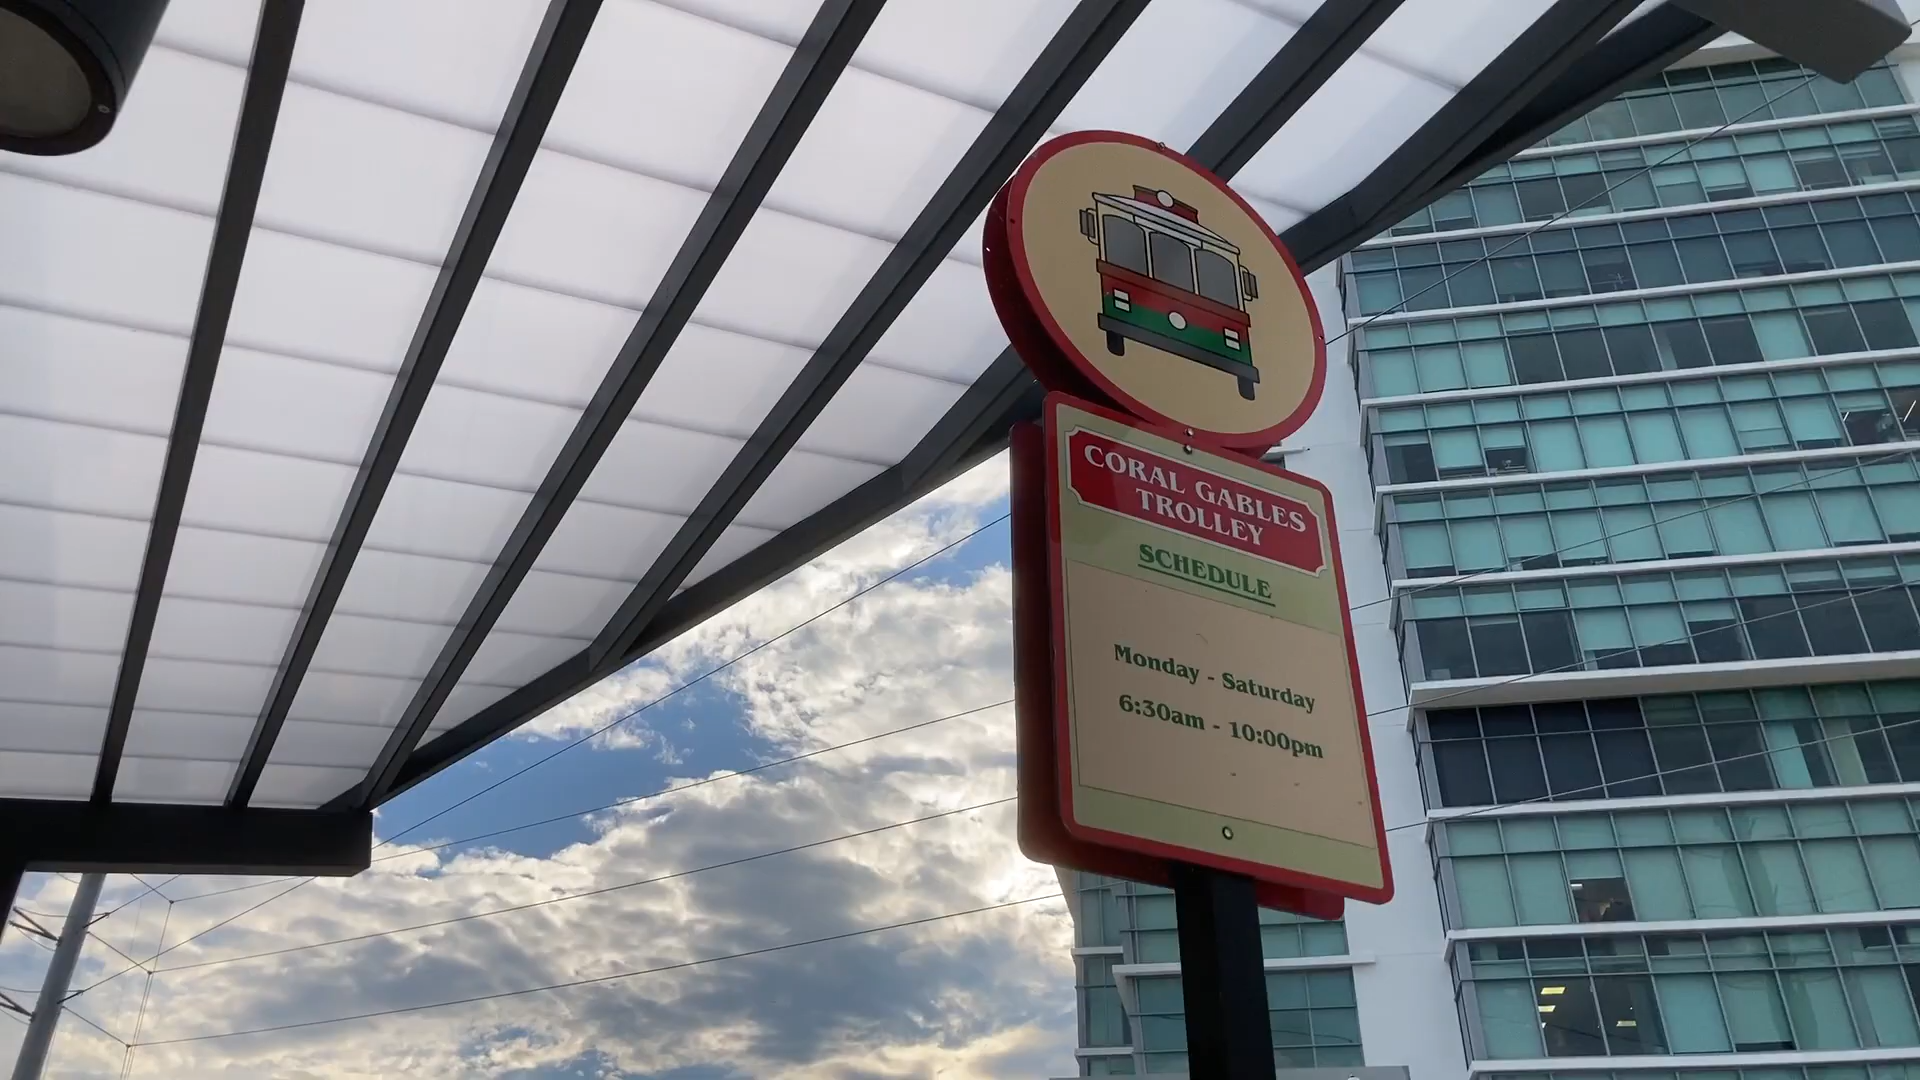 CORAL GABLES
TROLLEY
SCHEDULE
Monday - Saturday
6:30am - 10:00pm